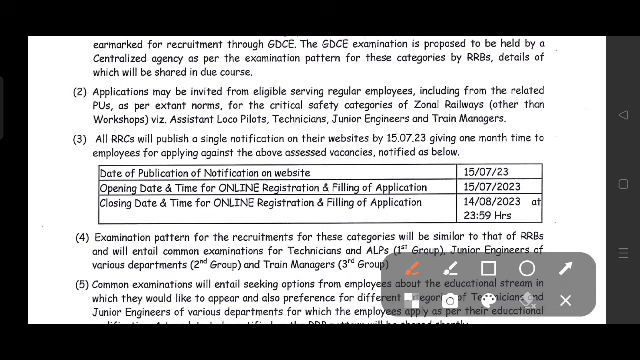 earmarked for recruitment through GDCE. The GDCE examination is proposed to be held by a
Centralized agency as per the examination pattern for these categories by RRBs, details of
which will be shared in due course.
(2) Applications may be invited from eligible serving regular employees, including from the related
PUs, as per extant norms, for the critical safety categories of Zonal Railways (other than
Workshops) viz. Assistant Loco Pilots, Technicians, Junior Engineers and Train Managers.
(3) All RRCs will publish a single notification on their websites by 15.07.23 giving one month time to
employees for applying against the above assessed vacancies, notified as below.
Date of Publication of Notification on website 15/07/23
Opening Date & Time for ONLINE Registration & Filling of Application 15/07/2023
Closing Date & Time for ONLINE Registration & Filling of Application 14/08/2023 at
23:59 Hrs
(4) Examination pattern for the recruitments for these categories will be similar to that of RRBs
and will entail common examinations for Technicians and ALPs (1st Group), Junior Engineers of
various departments (2nd Group) and Train Managers (3rd Group)
(5) Common examinations will entail seeking options from employees about the educational stream in
which they would like to appear and also preference for different categories of Technicians and
Junior Engineers of various departments for which the employees apply as per their educational